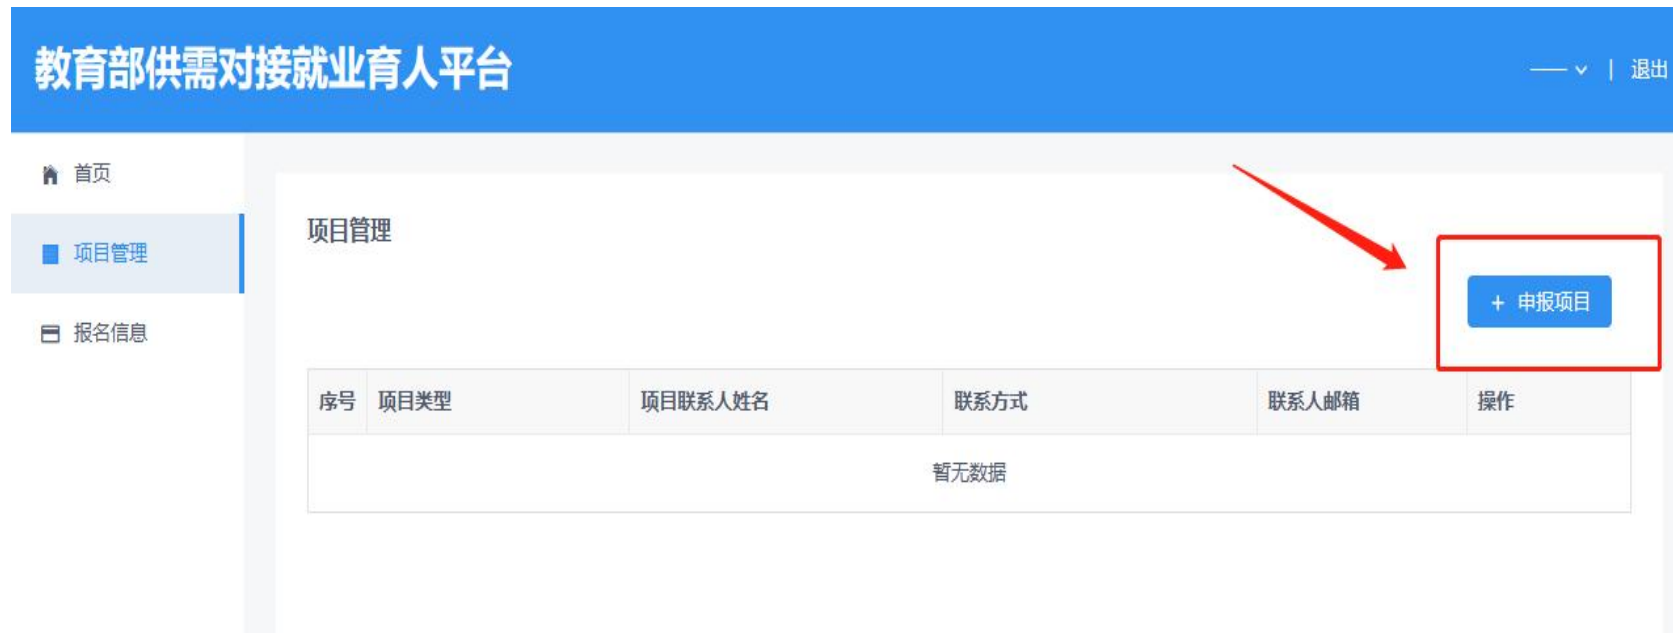 教育部供需对接就业育人平台
—— | 退出
首页
项目管理
报名信息
项目管理
+ 申报项目
序号 项目类型 项目联系人姓名 联系方式 联系人邮箱 操作
暂无数据